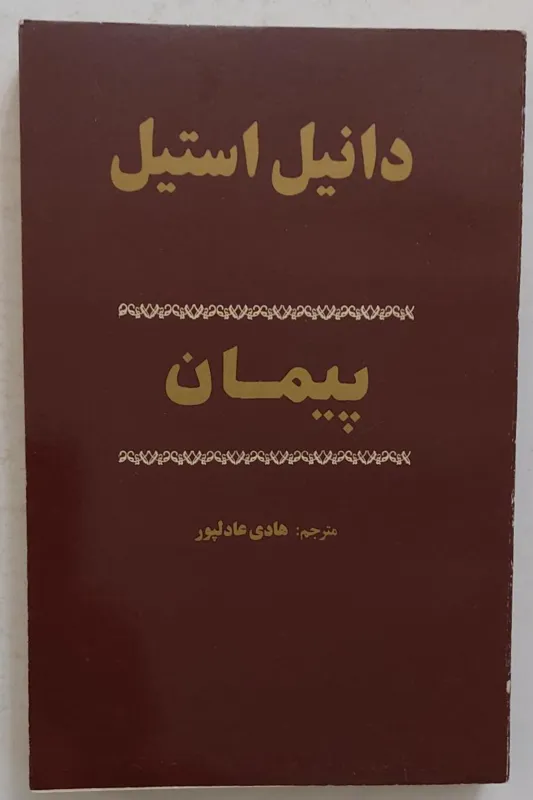 دانیل استیل
پیمان
مترجم: هادی عادلپور